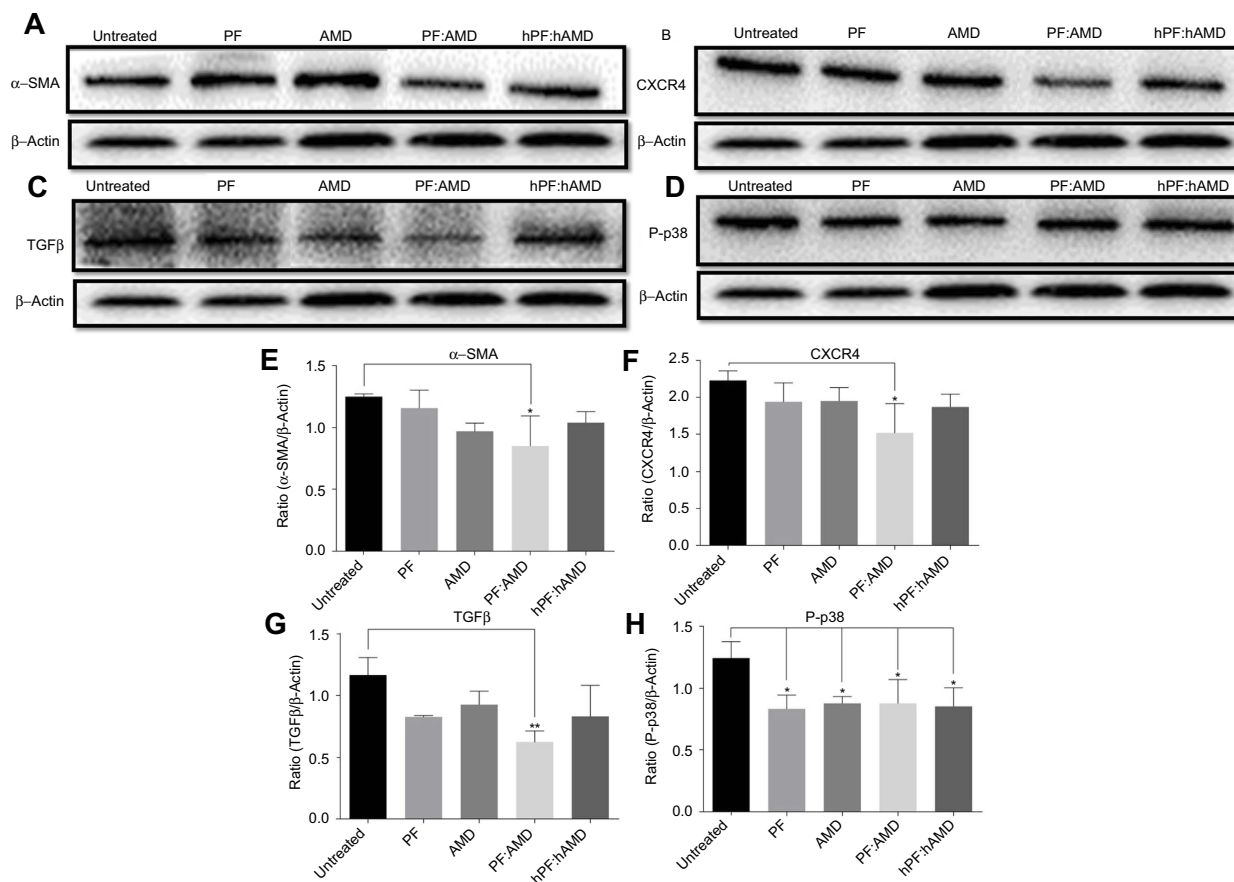 A
Untreated PF AMD PF:AMD hPF:hAMD
α–SMA
β–Actin
B
Untreated PF AMD PF:AMD hPF:hAMD
CXCR4
β–Actin
C
Untreated PF AMD PF:AMD hPF:hAMD
TGFβ
β–Actin
D
Untreated PF AMD PF:AMD hPF:hAMD
P-p38
β–Actin
E
α–SMA
Ratio (α-SMA/β-Actin)
1.5
1.0
0.5
0.0
*
Untreated PF AMD PF:AMD hPF:hAMD
F
CXCR4
Ratio (CXCR4/β-Actin)
2.5
2.0
1.5
1.0
0.5
0.0
*
Untreated PF AMD PF:AMD hPF:hAMD
G
TGFβ
Ratio (TGFβ/β-Actin)
1.5
1.0
0.5
0.0
**
Untreated PF AMD PF:AMD hPF:hAMD
H
P-p38
Ratio (P-p38/β-Actin)
1.5
1.0
0.5
0.0
* * * *
Untreated PF AMD PF:AMD hPF:hAMD